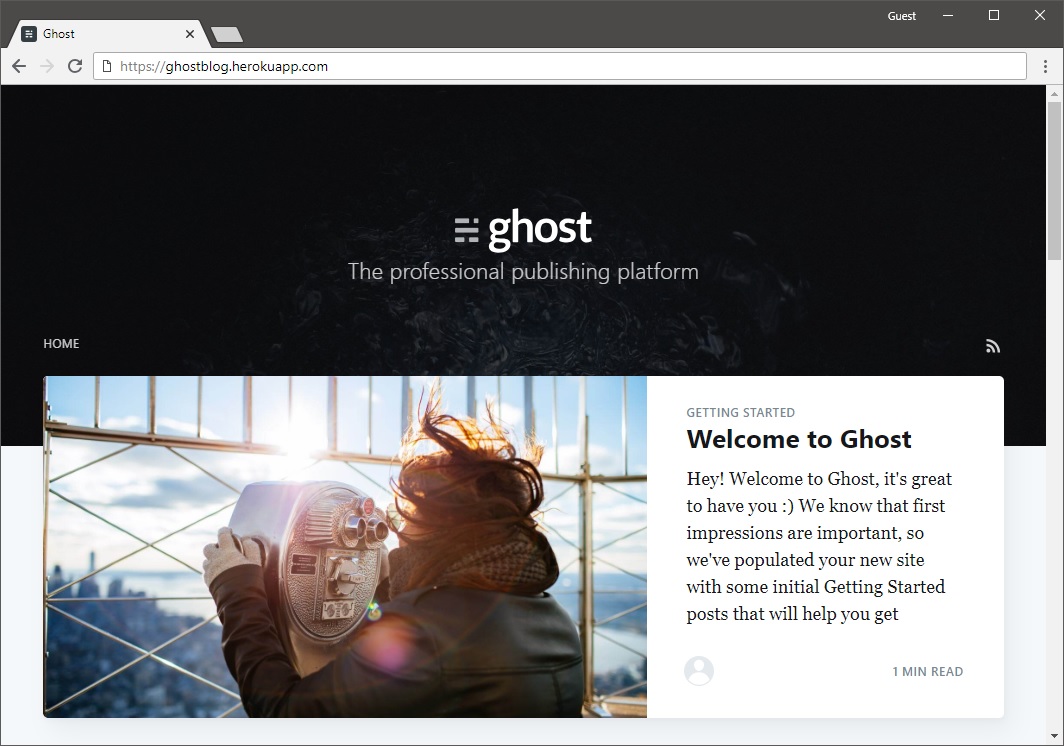 Guest
Ghost
https://ghostblog.herokuapp.com
ghost
The professional publishing platform
HOME
GETTING STARTED
Welcome to Ghost
Hey! Welcome to Ghost, it's great
to have you :) We know that first
impressions are important, so
we've populated your new site
with some initial Getting Started
posts that will help you get
1 MIN READ